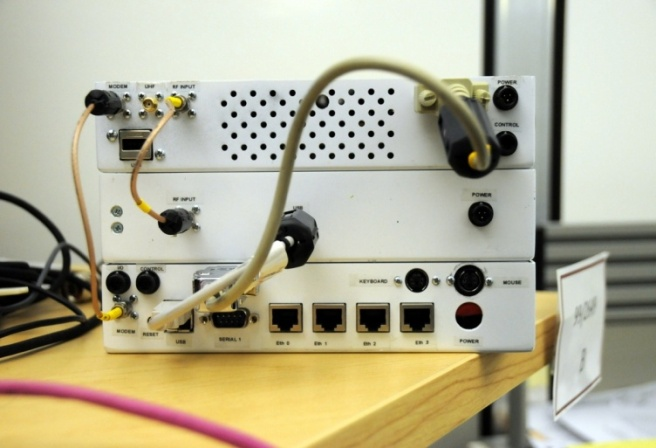 MODEM UHF RF INPUT
POWER
CONTROL
RF INPUT
POWER
I/O CONTROL
KEYBOARD
MOUSE
MODEM RESET
USB
SERIAL 1
Eth 0 Eth 1 Eth 2 Eth 3
POWER